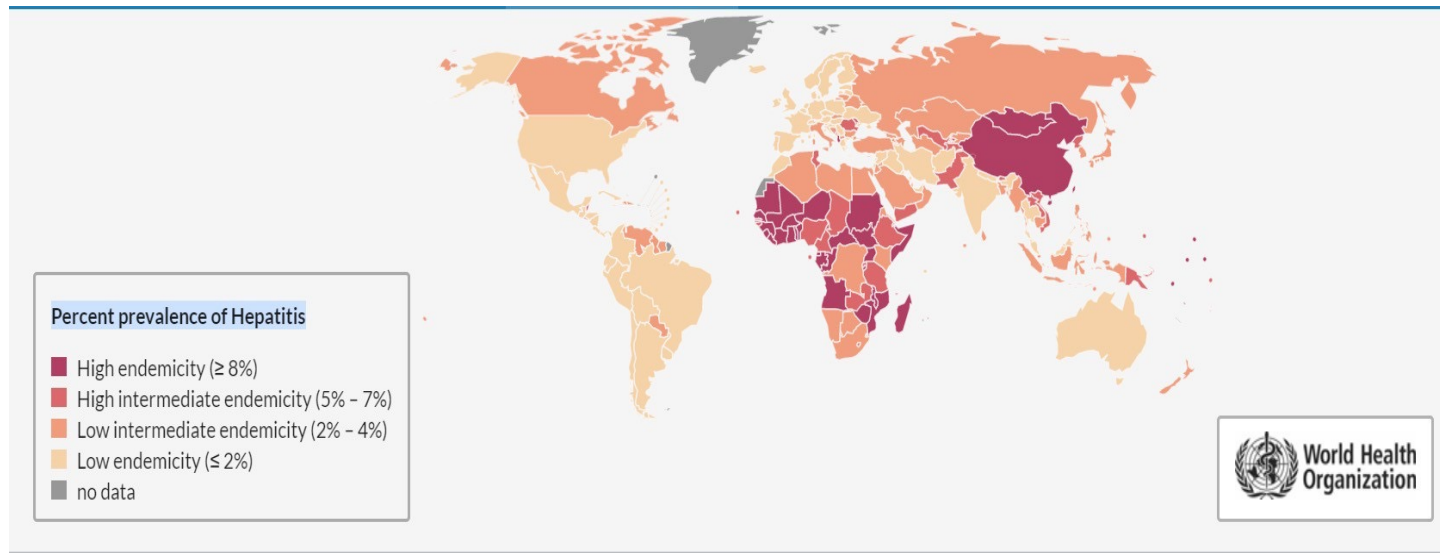 Percent prevalence of Hepatitis
High endemicity (≥ 8%)
High intermediate endemicity (5% – 7%)
Low intermediate endemicity (2% – 4%)
Low endemicity (≤ 2%)
no data
World Health
Organization